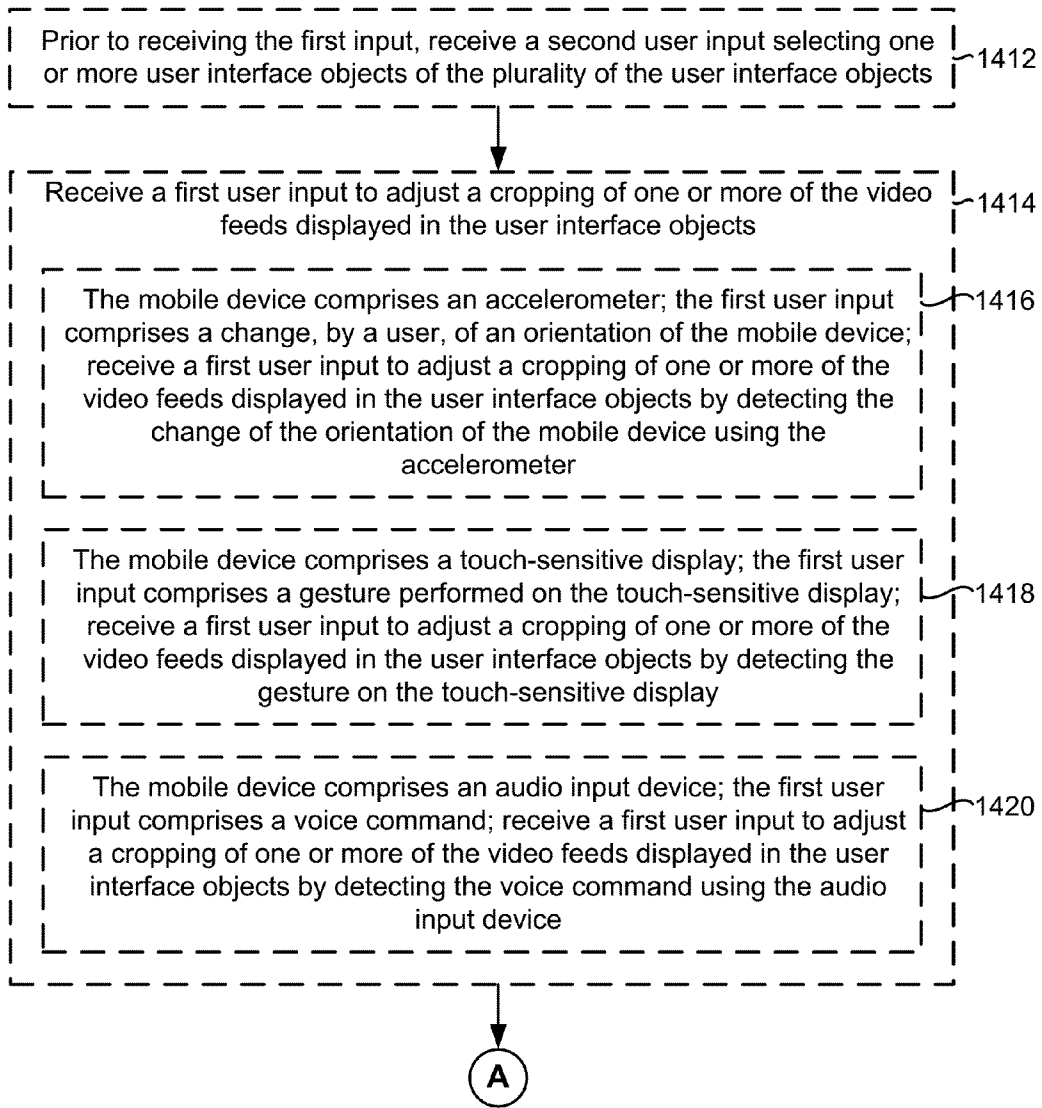 Prior to receiving the first input, receive a second user input selecting one
or more user interface objects of the plurality of the user interface objects
1412
Receive a first user input to adjust a cropping of one or more of the video
feeds displayed in the user interface objects
1414
The mobile device comprises an accelerometer; the first user input
comprises a change, by a user, of an orientation of the mobile device;
receive a first user input to adjust a cropping of one or more of the
video feeds displayed in the user interface objects by detecting the
change of the orientation of the mobile device using the
accelerometer
1416
The mobile device comprises a touch-sensitive display; the first user
input comprises a gesture performed on the touch-sensitive display;
receive a first user input to adjust a cropping of one or more of the
video feeds displayed in the user interface objects by detecting the
gesture on the touch-sensitive display
1418
The mobile device comprises an audio input device; the first user
input comprises a voice command; receive a first user input to adjust
a cropping of one or more of the video feeds displayed in the user
interface objects by detecting the voice command using the audio
input device
1420
A